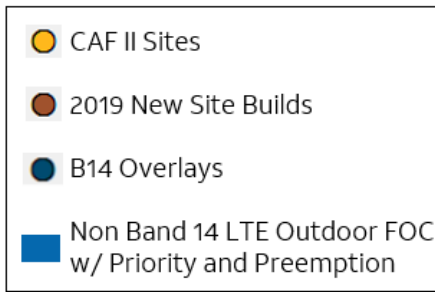 CAF II Sites
2019 New Site Builds
B14 Overlays
Non Band 14 LTE Outdoor FOC
w/ Priority and Preemption